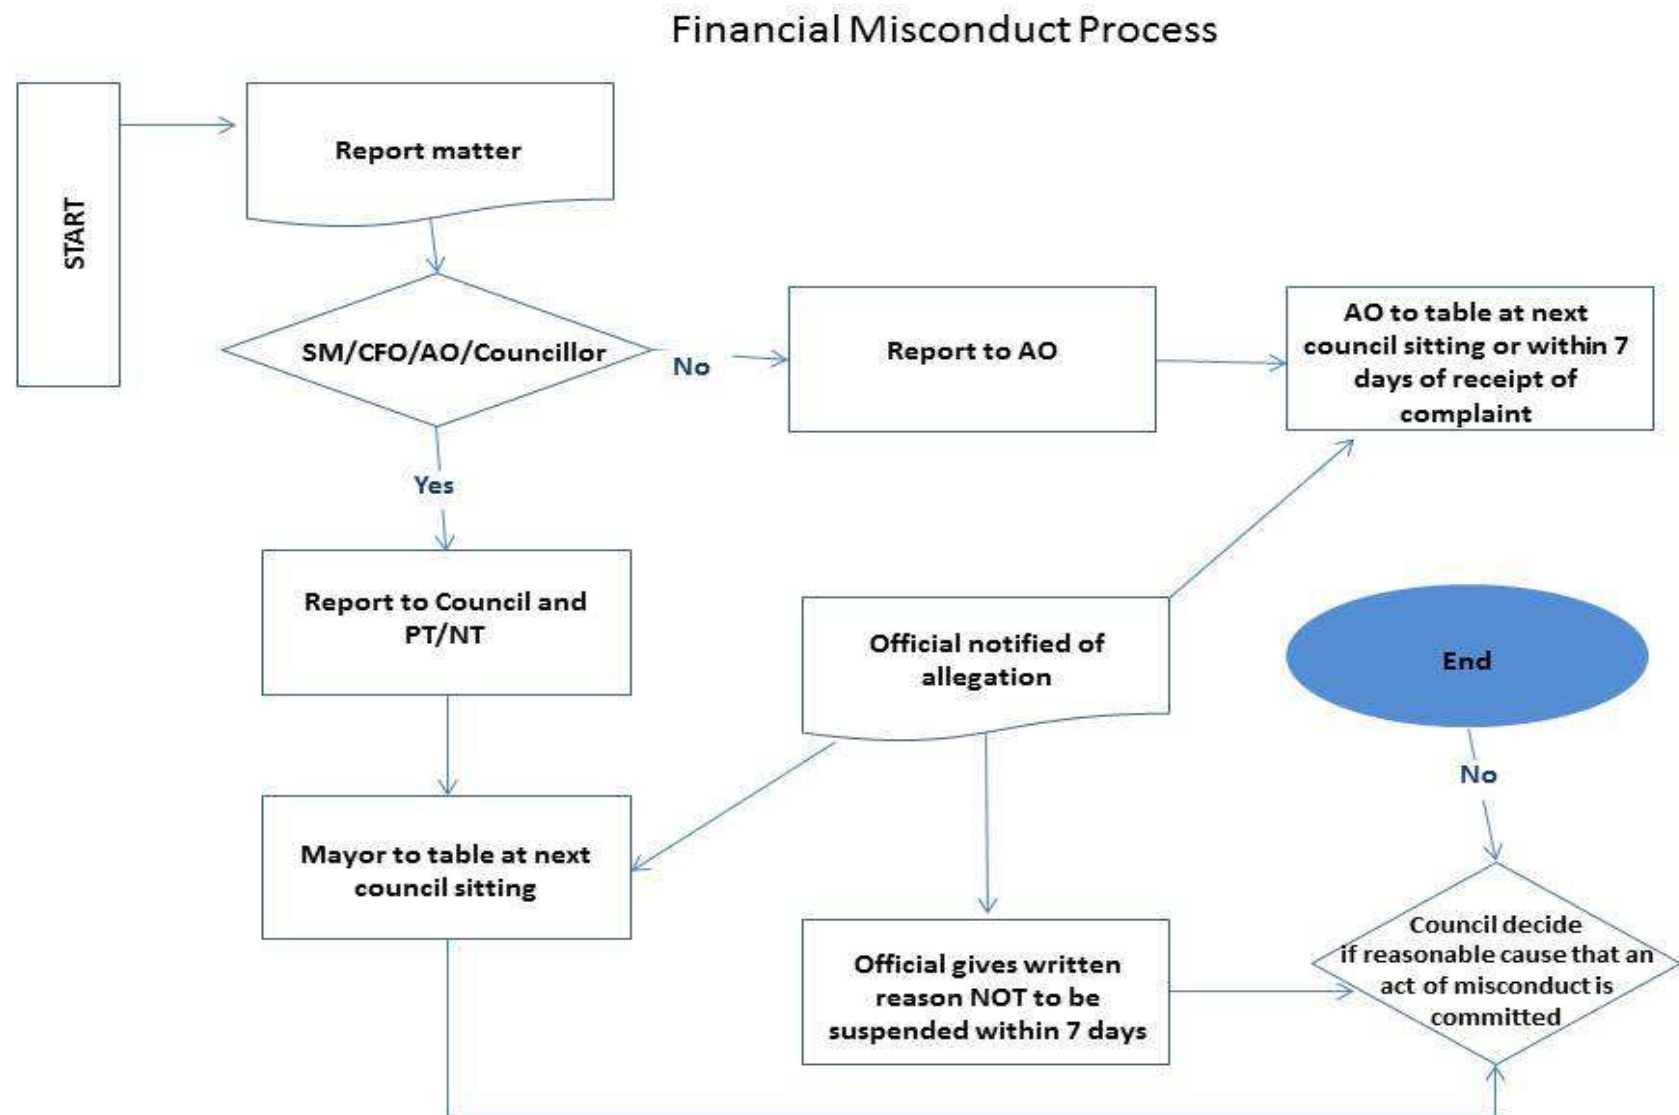 Financial Misconduct Process
START
Report matter
SM/CFO/AO/Councillor
No
Report to AO
AO to table at next
council sitting or within 7
days of receipt of
complaint
Yes
Report to Council and
PT/NT
Official notified of
allegation
End
No
Mayor to table at next
council sitting
Official gives written
reason NOT to be
suspended within 7 days
Council decide
if reasonable cause that an
act of misconduct is
committed